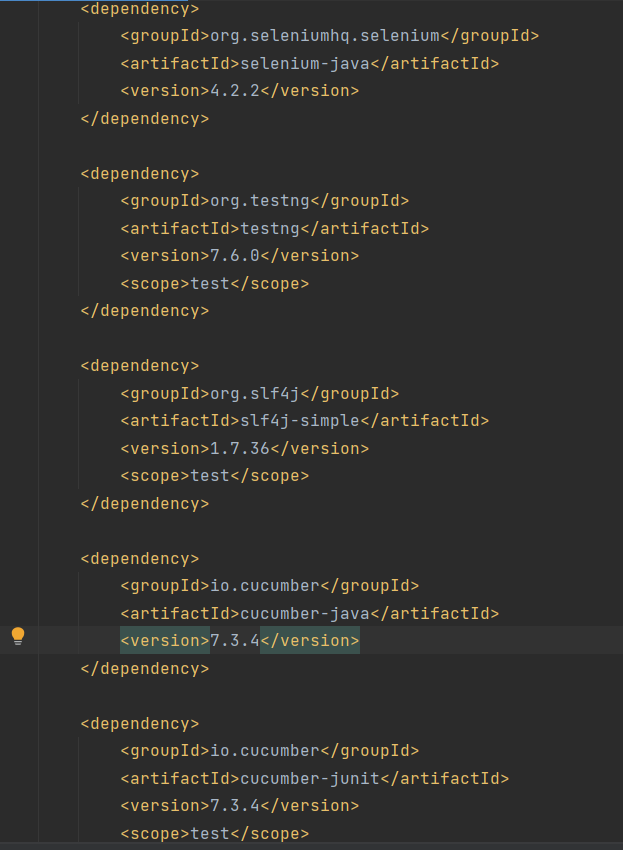 <dependency>
<groupId>org.seleniumhq.selenium</groupId>
<artifactId>selenium-java</artifactId>
<version>4.2.2</version>
</dependency>
<dependency>
<groupId>org.testng</groupId>
<artifactId>testng</artifactId>
<version>7.6.0</version>
<scope>test</scope>
</dependency>
<dependency>
<groupId>org.slf4j</groupId>
<artifactId>slf4j-simple</artifactId>
<version>1.7.36</version>
<scope>test</scope>
</dependency>
<dependency>
<groupId>io.cucumber</groupId>
<artifactId>cucumber-java</artifactId>
<version>7.3.4</version>
</dependency>
<dependency>
<groupId>io.cucumber</groupId>
<artifactId>cucumber-junit</artifactId>
<version>7.3.4</version>
<scope>test</scope>